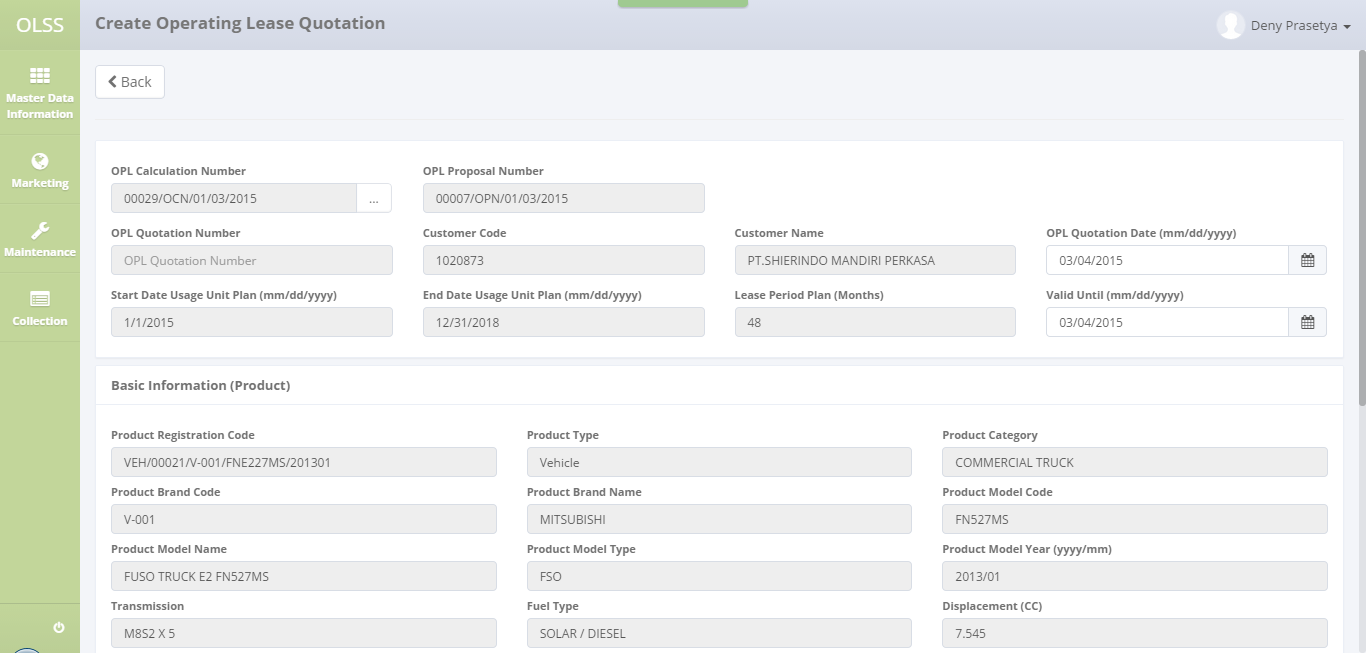 OLSS
Create Operating Lease Quotation
Deny Prasetya
Master Data
Information
Marketing
Maintenance
Collection
Back
OPL Calculation Number
OPL Proposal Number
00029/OCN/01/03/2015
...
00007/OPN/01/03/2015
OPL Quotation Number
Customer Code
Customer Name
OPL Quotation Date (mm/dd/yyyy)
OPL Quotation Number
1020873
PT.SHIERINDO MANDIRI PERKASA
03/04/2015
Start Date Usage Unit Plan (mm/dd/yyyy)
End Date Usage Unit Plan (mm/dd/yyyy)
Lease Period Plan (Months)
Valid Until (mm/dd/yyyy)
1/1/2015
12/31/2018
48
03/04/2015
Basic Information (Product)
Product Registration Code
Product Type
Product Category
VEH/00021/V-001/FNE227MS/201301
Vehicle
COMMERCIAL TRUCK
Product Brand Code
Product Brand Name
Product Model Code
V-001
MITSUBISHI
FN527MS
Product Model Name
Product Model Type
Product Model Year (yyyy/mm)
FUSO TRUCK E2 FN527MS
FSO
2013/01
Transmission
Fuel Type
Displacement (CC)
M8S2 X 5
SOLAR / DIESEL
7.545